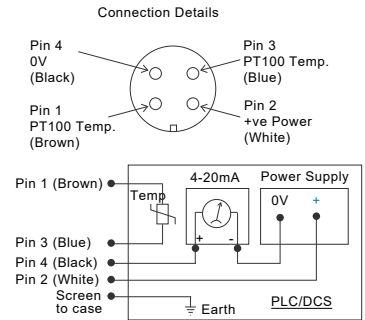 Connection Details
Pin 4
0V
(Black)
Pin 3
PT100 Temp.
(Blue)
Pin 1
PT100 Temp.
(Brown)
Pin 2
+ve Power
(White)
Pin 1 (Brown)
Temp
4-20mA
Power Supply
0V +
+ -
Pin 3 (Blue)
Pin 4 (Black)
Pin 2 (White)
Screen
to case
Earth
PLC/DCS